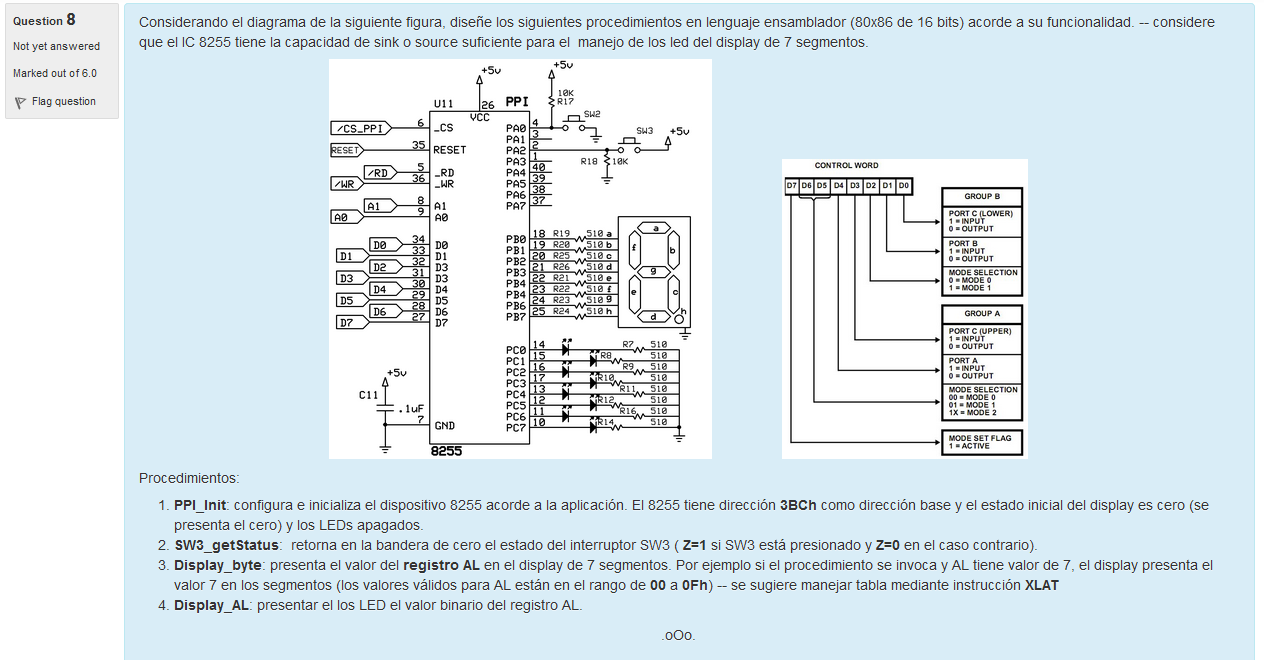 Question 8
Not yet answered
Marked out of 6.0
Flag question
Considerando el diagrama de la siguiente figura, diseñe los siguientes procedimientos en lenguaje ensamblador (80x86 de 16 bits) acorde a su funcionalidad. -- considere
que el IC 8255 tiene la capacidad de sink o source suficiente para el manejo de los led del display de 7 segmentos.
+5v
+5v
10K
R17
U11
26
PPI
VCC
SW2
/CS_PPI
6
_CS
PA0
4
PA1
3
SW3
+5v
RESET
35
RESET
PA2
2
PA3
1
R18
10K
/RD
5
_RD
PA4
40
/WR
36
_WR
PA5
39
PA6
38
A1
8
A1
PA7
37
A0
9
A0
D0
34
D0
PB0
18
R19
510
a
D1
33
D1
PB1
19
R20
510
b
D2
32
D3
PB2
20
R25
510
c
D3
31
D3
PB3
21
R26
510
d
D4
30
D4
PB4
22
R21
510
e
D5
29
D5
PB4
23
R22
510
f
D6
28
D6
PB6
24
R23
510
g
D7
27
D7
PB7
25
R24
510
h
a
f
b
g
e
c
d
h
PC0
14
R7
510
PC1
15
R8
510
PC2
16
R9
510
PC3
17
R10
510
PC4
13
R11
510
PC5
12
R12
510
PC6
11
R16
510
PC7
10
R14
510
+5v
C11
.1uF
7
GND
8255
CONTROL WORD
D7 D6 D5 D4 D3 D2 D1 D0
GROUP B
PORT C (LOWER)
1 = INPUT
0 = OUTPUT
PORT B
1 = INPUT
0 = OUTPUT
MODE SELECTION
0 = MODE 0
1 = MODE 1
GROUP A
PORT C (UPPER)
1 = INPUT
0 = OUTPUT
PORT A
1 = INPUT
0 = OUTPUT
MODE SELECTION
00 = MODE 0
01 = MODE 1
1X = MODE 2
MODE SET FLAG
1 = ACTIVE
Procedimientos:
1. PPI_Init: configura e inicializa el dispositivo 8255 acorde a la aplicación. El 8255 tiene dirección 3BCh como dirección base y el estado inicial del display es cero (se
presenta el cero) y los LEDs apagados.
2. SW3_getStatus: retorna en la bandera de cero el estado del interruptor SW3 ( Z=1 si SW3 está presionado y Z=0 en el caso contrario).
3. Display_byte: presenta el valor del registro AL en el display de 7 segmentos. Por ejemplo si el procedimiento se invoca y AL tiene valor de 7, el display presenta el
valor 7 en los segmentos (los valores válidos para AL están en el rango de 00 a 0Fh) -- se sugiere manejar tabla mediante instrucción XLAT
4. Display_AL: presentar el los LED el valor binario del registro AL.
.oOo.